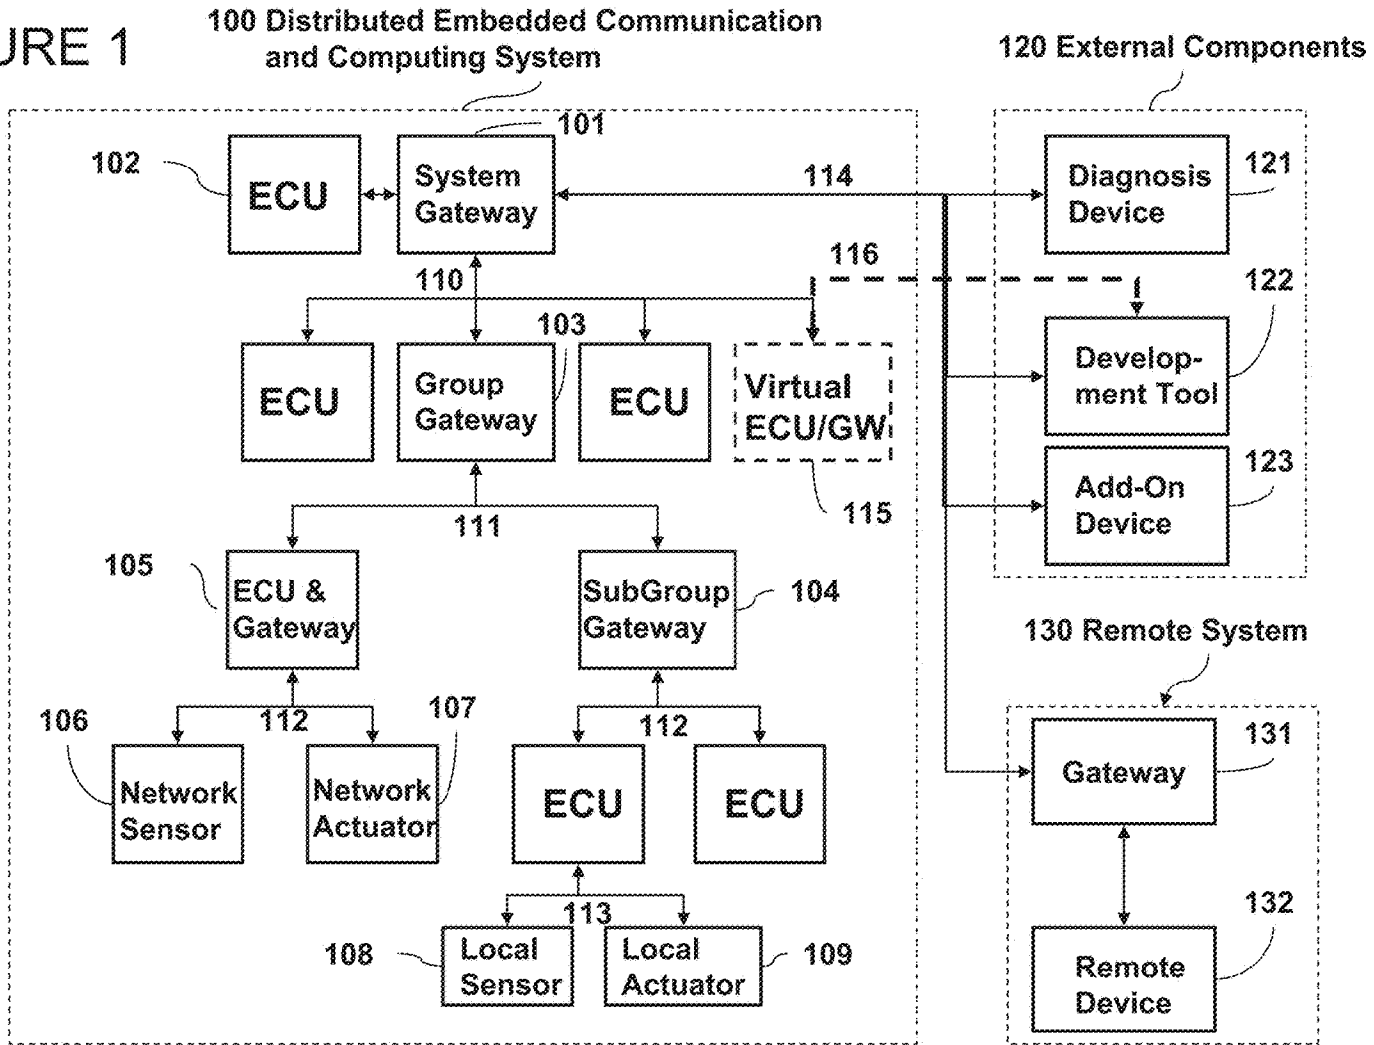 URE 1
100 Distributed Embedded Communication
and Computing System
120 External Components
101
102
ECU
System
Gateway
114
Diagnosis
Device
121
110
116
122
103
ECU
Group
Gateway
ECU
Virtual
ECU/GW
Develop-
ment Tool
111
115
Add-On
Device
123
105
ECU &
Gateway
SubGroup
Gateway
104
130 Remote System
106
112
107
112
131
Gateway
Network
Sensor
Network
Actuator
ECU
ECU
113
132
108
Local
Sensor
Local
Actuator
109
Remote
Device